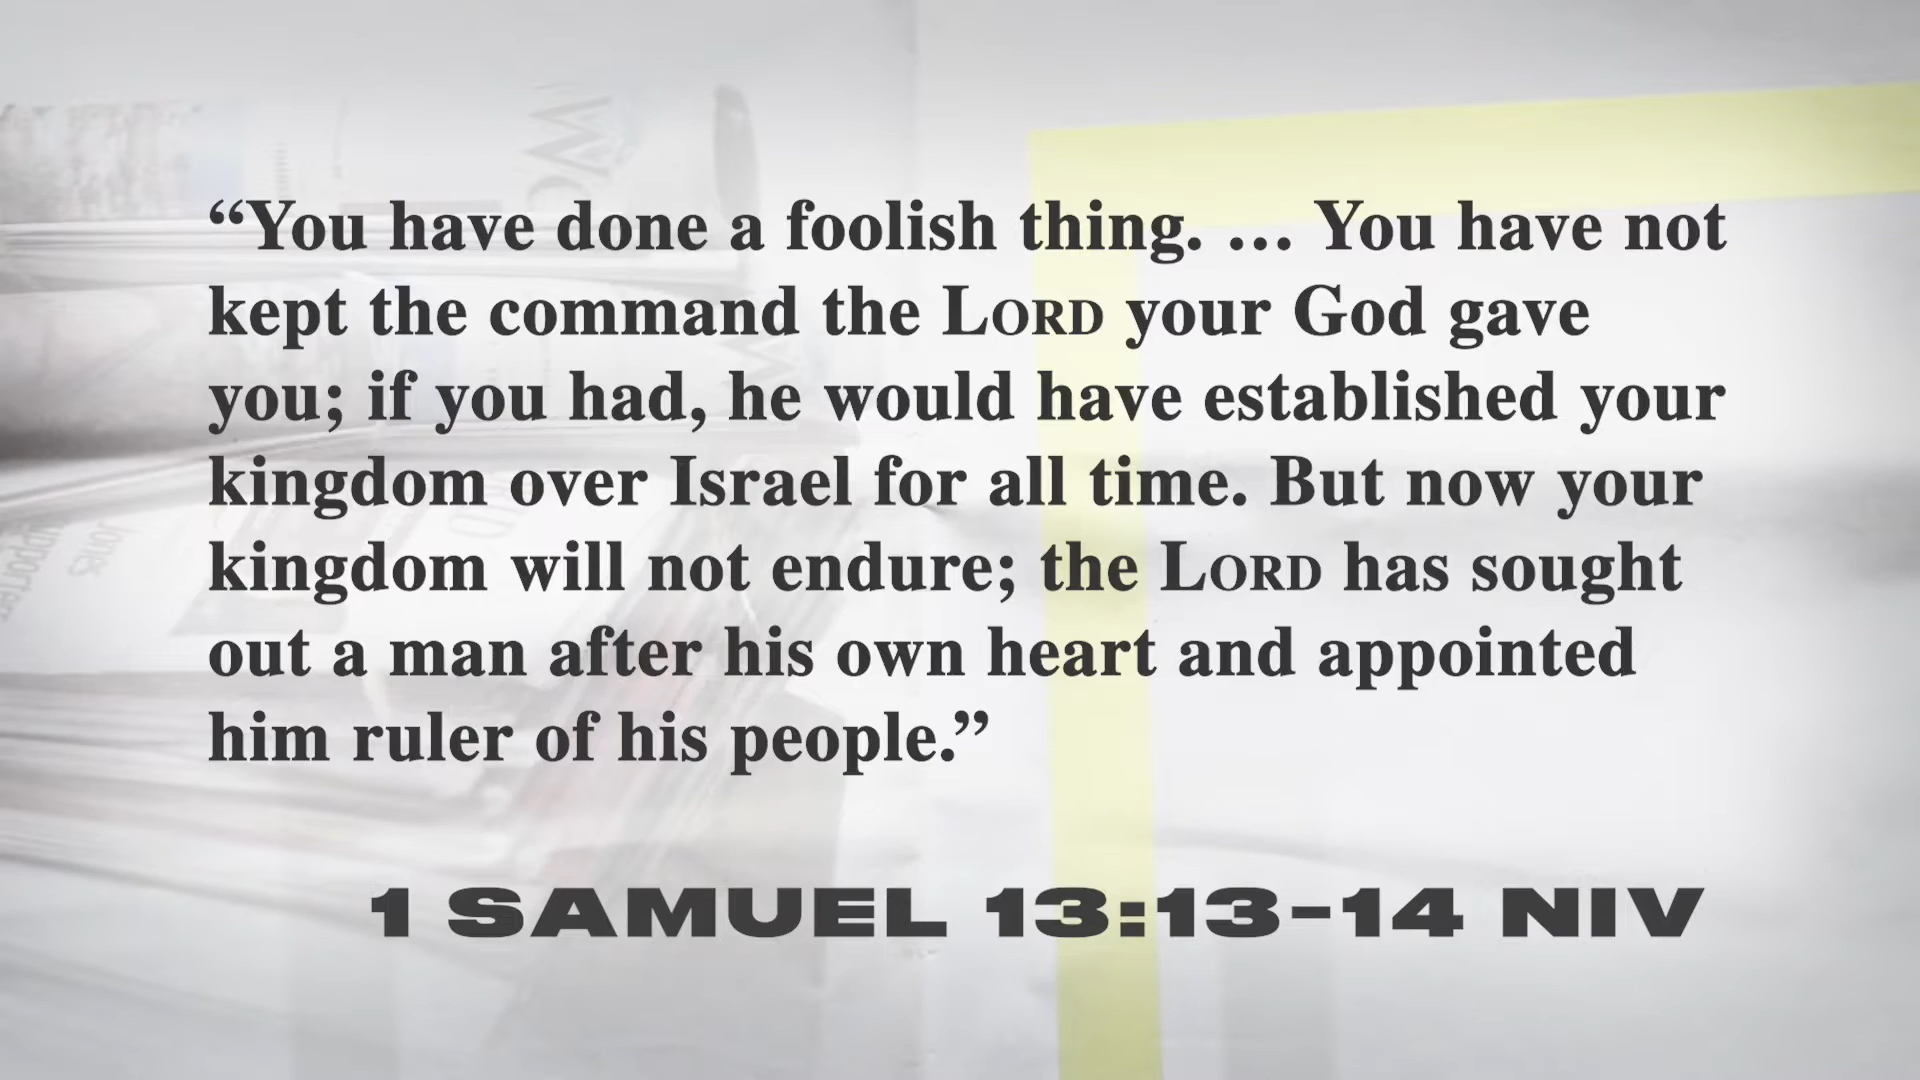 “You have done a foolish thing. … You have not
kept the command the LORD your God gave
you; if you had, he would have established your
kingdom over Israel for all time. But now your
kingdom will not endure; the LORD has sought
out a man after his own heart and appointed
him ruler of his people.”
1 SAMUEL 13:13-14 NIV